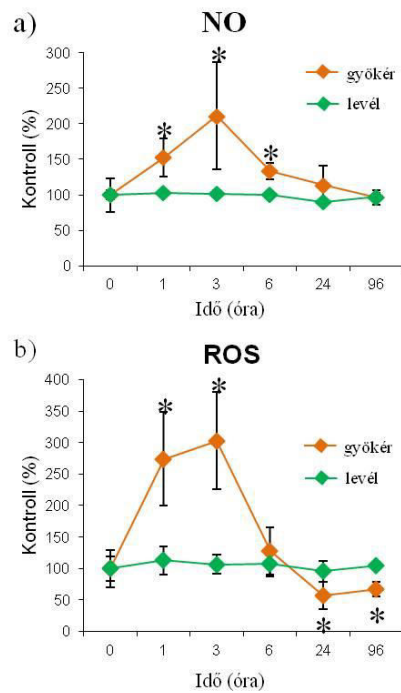 a)
NO
Kontroll (%)
300
250
200
150
100
50
0
*
*
*
gyökér
levél
0 1 3 6 24 96
Idő (óra)
b)
ROS
Kontroll (%)
400
350
300
250
200
150
100
50
0
*
*
gyökér
levél
*
*
0 1 3 6 24 96
Idő (óra)